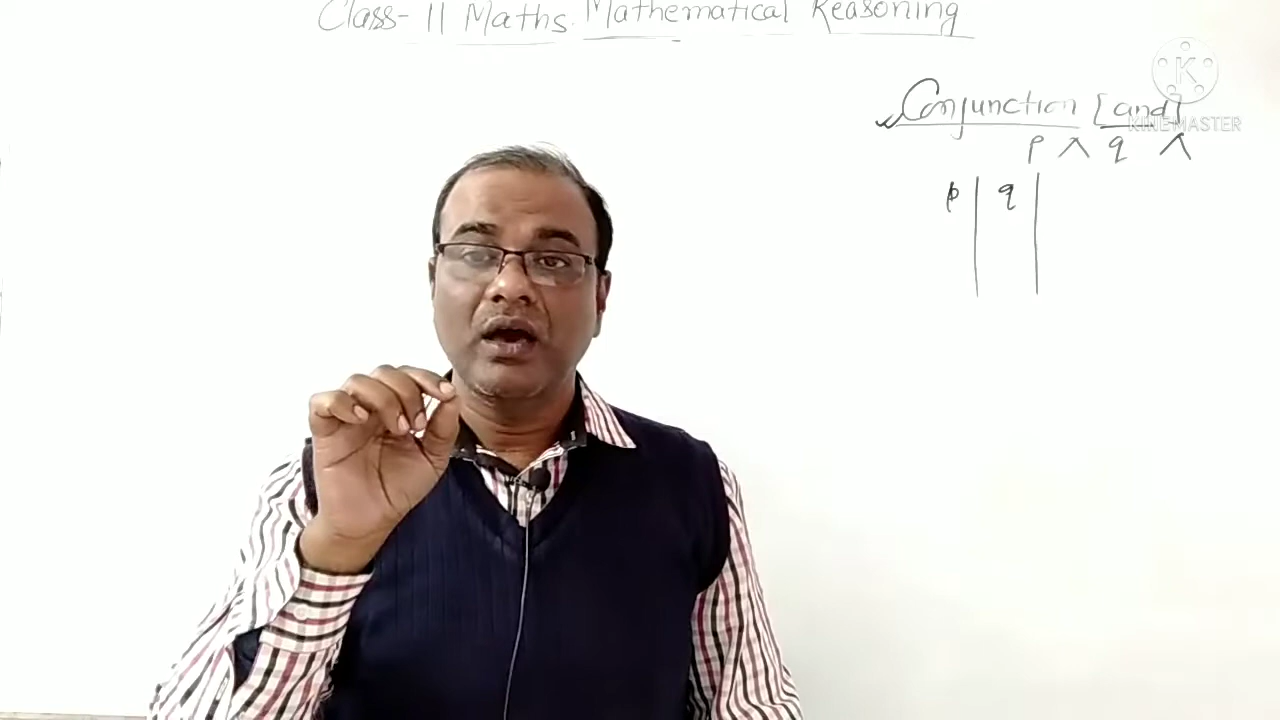 Class- 11 Maths. Mathematical Reasoning
Conjunction [and]
K
KINEMASTER
p ∧ q ∧
p q